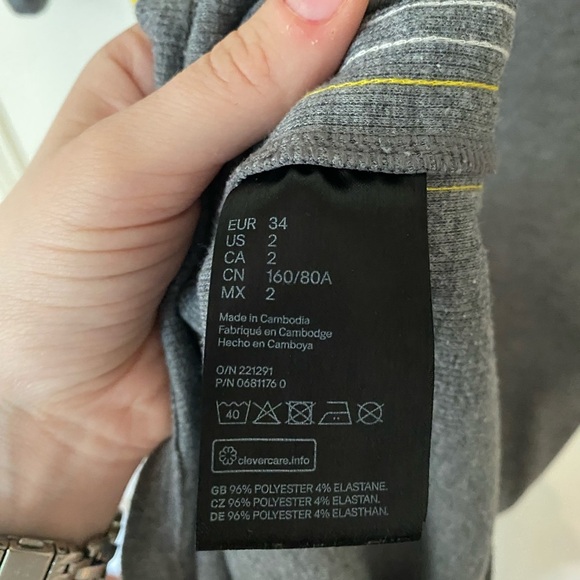 EUR 34
US 2
CA 2
CN 160/80A
MX 2
Made in Cambodia
Fabriqué en Cambodge
Hecho en Camboya
O/N 221291
P/N 0681176 0
40
clevercare.info
GB 96% POLYESTER 4% ELASTANE.
CZ 96% POLYESTER 4% ELASTAN.
DE 96% POLYESTER 4% ELASTHAN.